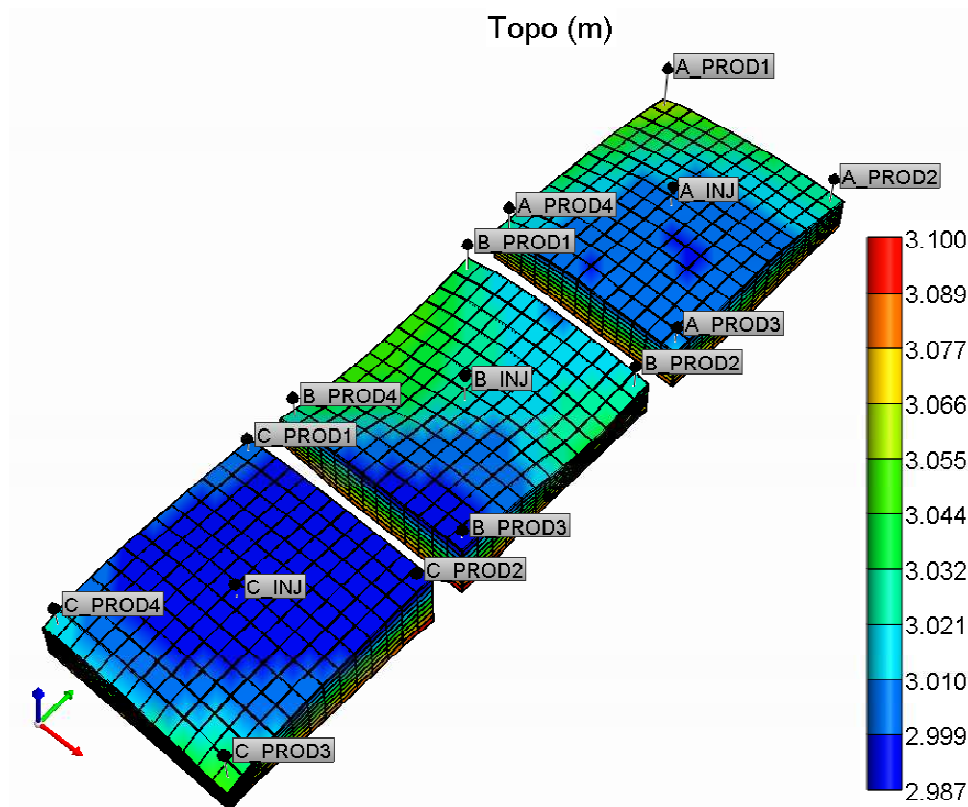 Topo (m)
A_PROD1
A_PROD2
A_INJ
A_PROD4
B_PROD1
3.100
3.089
A_PROD3
3.077
B_PROD2
B_INJ
B_PROD4
3.066
C_PROD1
3.055
3.044
B_PROD3
3.032
C_PROD2
C_INJ
C_PROD4
3.021
3.010
2.999
C_PROD3
2.987